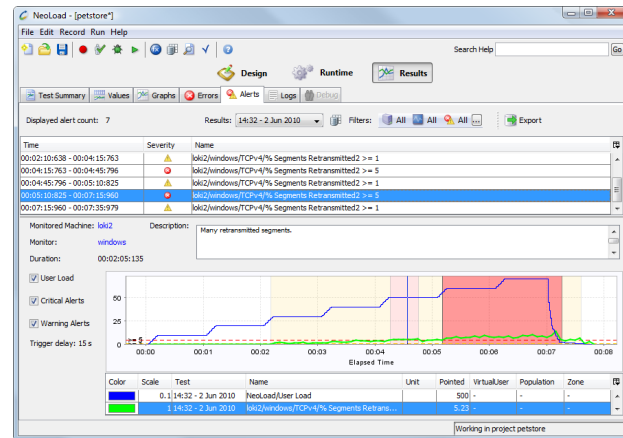 NeoLoad - [petstore*]
File Edit Record Run Help
Search Help Go
Design Runtime Results
Test Summary Values Graphs Errors Alerts Logs Debug
Displayed alert count: 7 Results: 14:32 - 2 Jun 2010 Filters: All All All ... Export
Time Severity Name
00:02:10:638 - 00:04:15:763 loki2/windows/TCPv4/% Segments Retransmitted2 >= 1
00:04:15:763 - 00:04:45:796 loki2/windows/TCPv4/% Segments Retransmitted2 >= 5
00:04:45:796 - 00:05:10:825 loki2/windows/TCPv4/% Segments Retransmitted2 >= 1
00:05:10:825 - 00:07:15:960 loki2/windows/TCPv4/% Segments Retransmitted2 >= 5
00:07:15:960 - 00:07:35:979 loki2/windows/TCPv4/% Segments Retransmitted2 >= 1
Monitored Machine: loki2 Description: Many retransmitted segments.
Monitor: windows
Duration: 00:02:05:135
User Load
Critical Alerts
Warning Alerts
Trigger delay: 15 s
50
25
0
>= 5
00:00 00:01 00:02 00:03 00:04 00:05 00:06 00:07 00:08
Elapsed Time
Color Scale Test Name Unit Pointed VirtualUser Population Zone
0.1 14:32 - 2 Jun 2010 NeoLoad/User Load 500 - - -
1 14:32 - 2 Jun 2010 loki2/windows/TCPv4/% Segments Retrans... 5.23 - - -
Working in project petstore